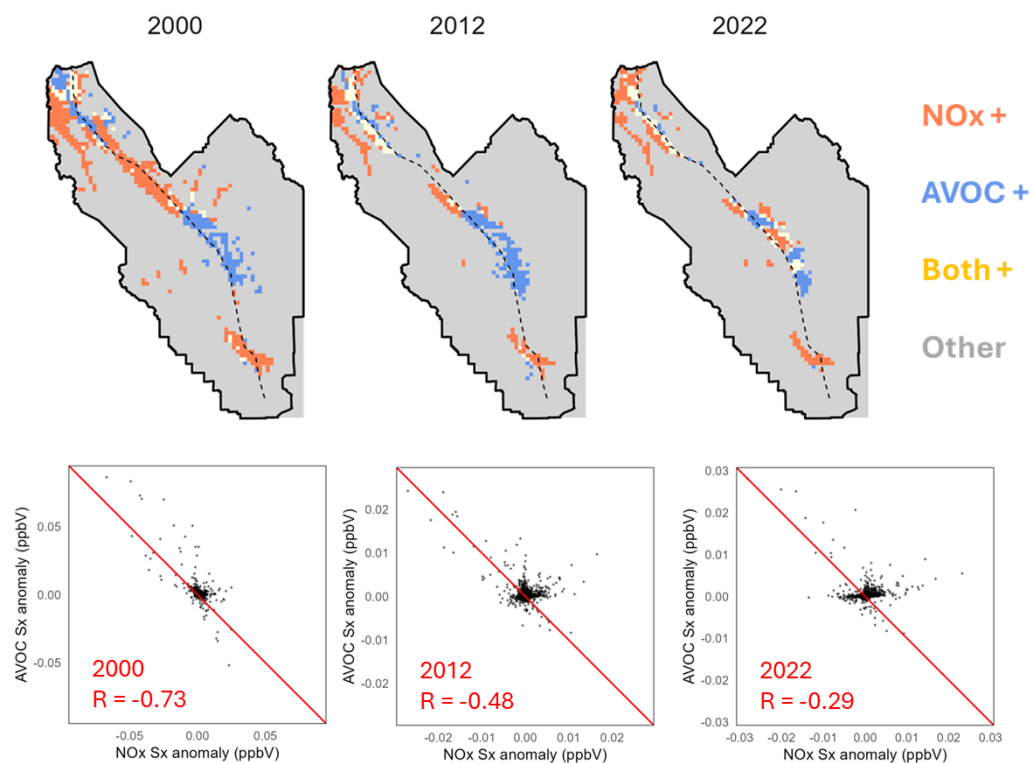 2000
2012
2022
NOx +
AVOC +
Both +
Other
AVOC Sx anomaly (ppbV)
0.05
0.00
-0.05
2000
R = -0.73
-0.05
0.00
0.05
NOx Sx anomaly (ppbV)
AVOC Sx anomaly (ppbV)
0.02
0.01
0.00
-0.01
-0.02
2012
R = -0.48
-0.02
-0.01
0.00
0.01
0.02
NOx Sx anomaly (ppbV)
AVOC Sx anomaly (ppbV)
0.03
0.02
0.01
0.00
-0.01
-0.02
-0.03
2022
R = -0.29
-0.03
-0.02
-0.01
0.00
0.01
0.02
0.03
NOx Sx anomaly (ppbV)